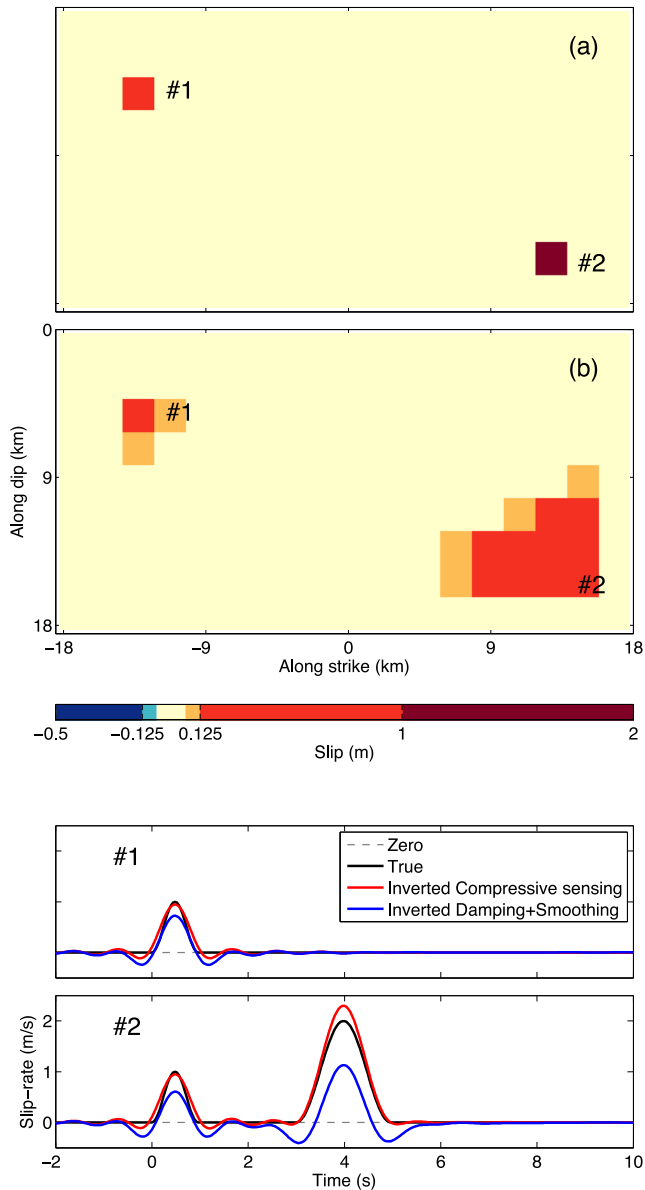 (a)
#1
#2
0
(b)
#1
Along dip (km)
9
#2
18
−18 −9 0 9 18
Along strike (km)
−0.5 −0.125 0.125 1 2
Slip (m)
#1
Zero
True
Inverted Compressive sensing
Inverted Damping+Smoothing
#2
2
Slip−rate (m/s)
1
0
−2 0 2 4 6 8 10
Time (s)